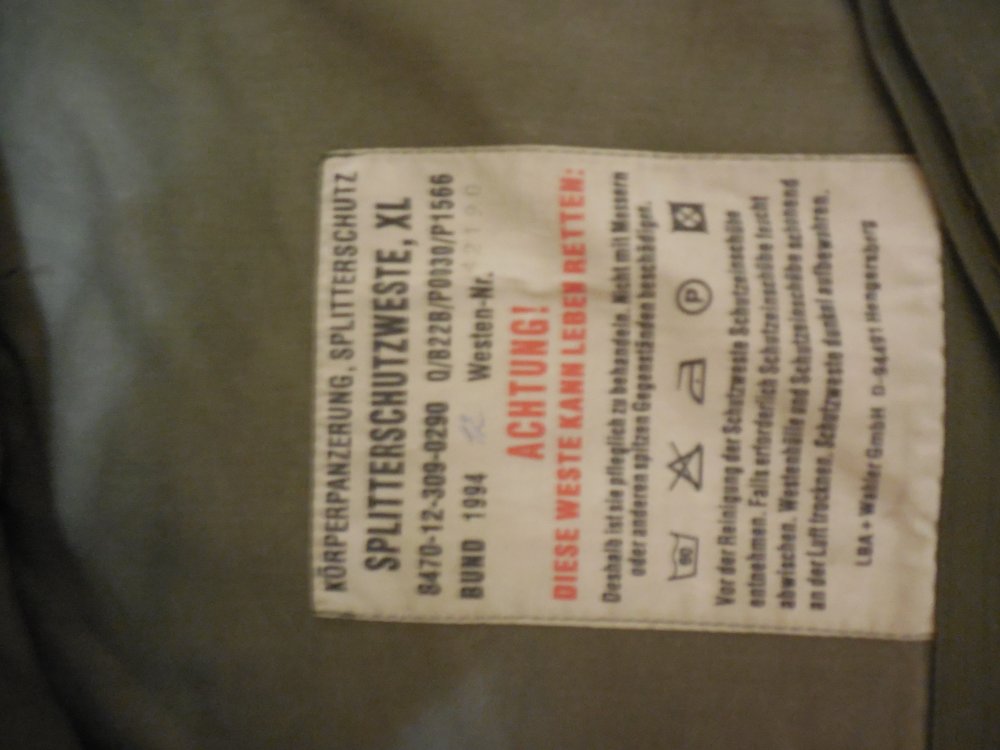 KÖRPERPANZERUNG, SPLITTERSCHUTZ
SPLITTERSCHUTZWESTE, XL
8470-12-309-0290 Q/B22B/P0030/P1566
BUND 1994 Westen-Nr.
ACHTUNG!
DIESE WESTE KANN LEBEN RETTEN:
Deshalb ist sie pfleglich zu behandeln. Nicht mit Messern
oder anderen spitzen Gegenständen beschädigen.
P
Vor der Reinigung der Schutzweste Schutzeinschübe
entnehmen. Falls erforderlich Schutzeinschübe feucht
abwischen. Westenhülle und Schutzeinschübe schonend
an der Luft trocknen. Schutzweste dunkel aufbewahren.
LBA + Wahler GmbH D-94491 Hengersberg